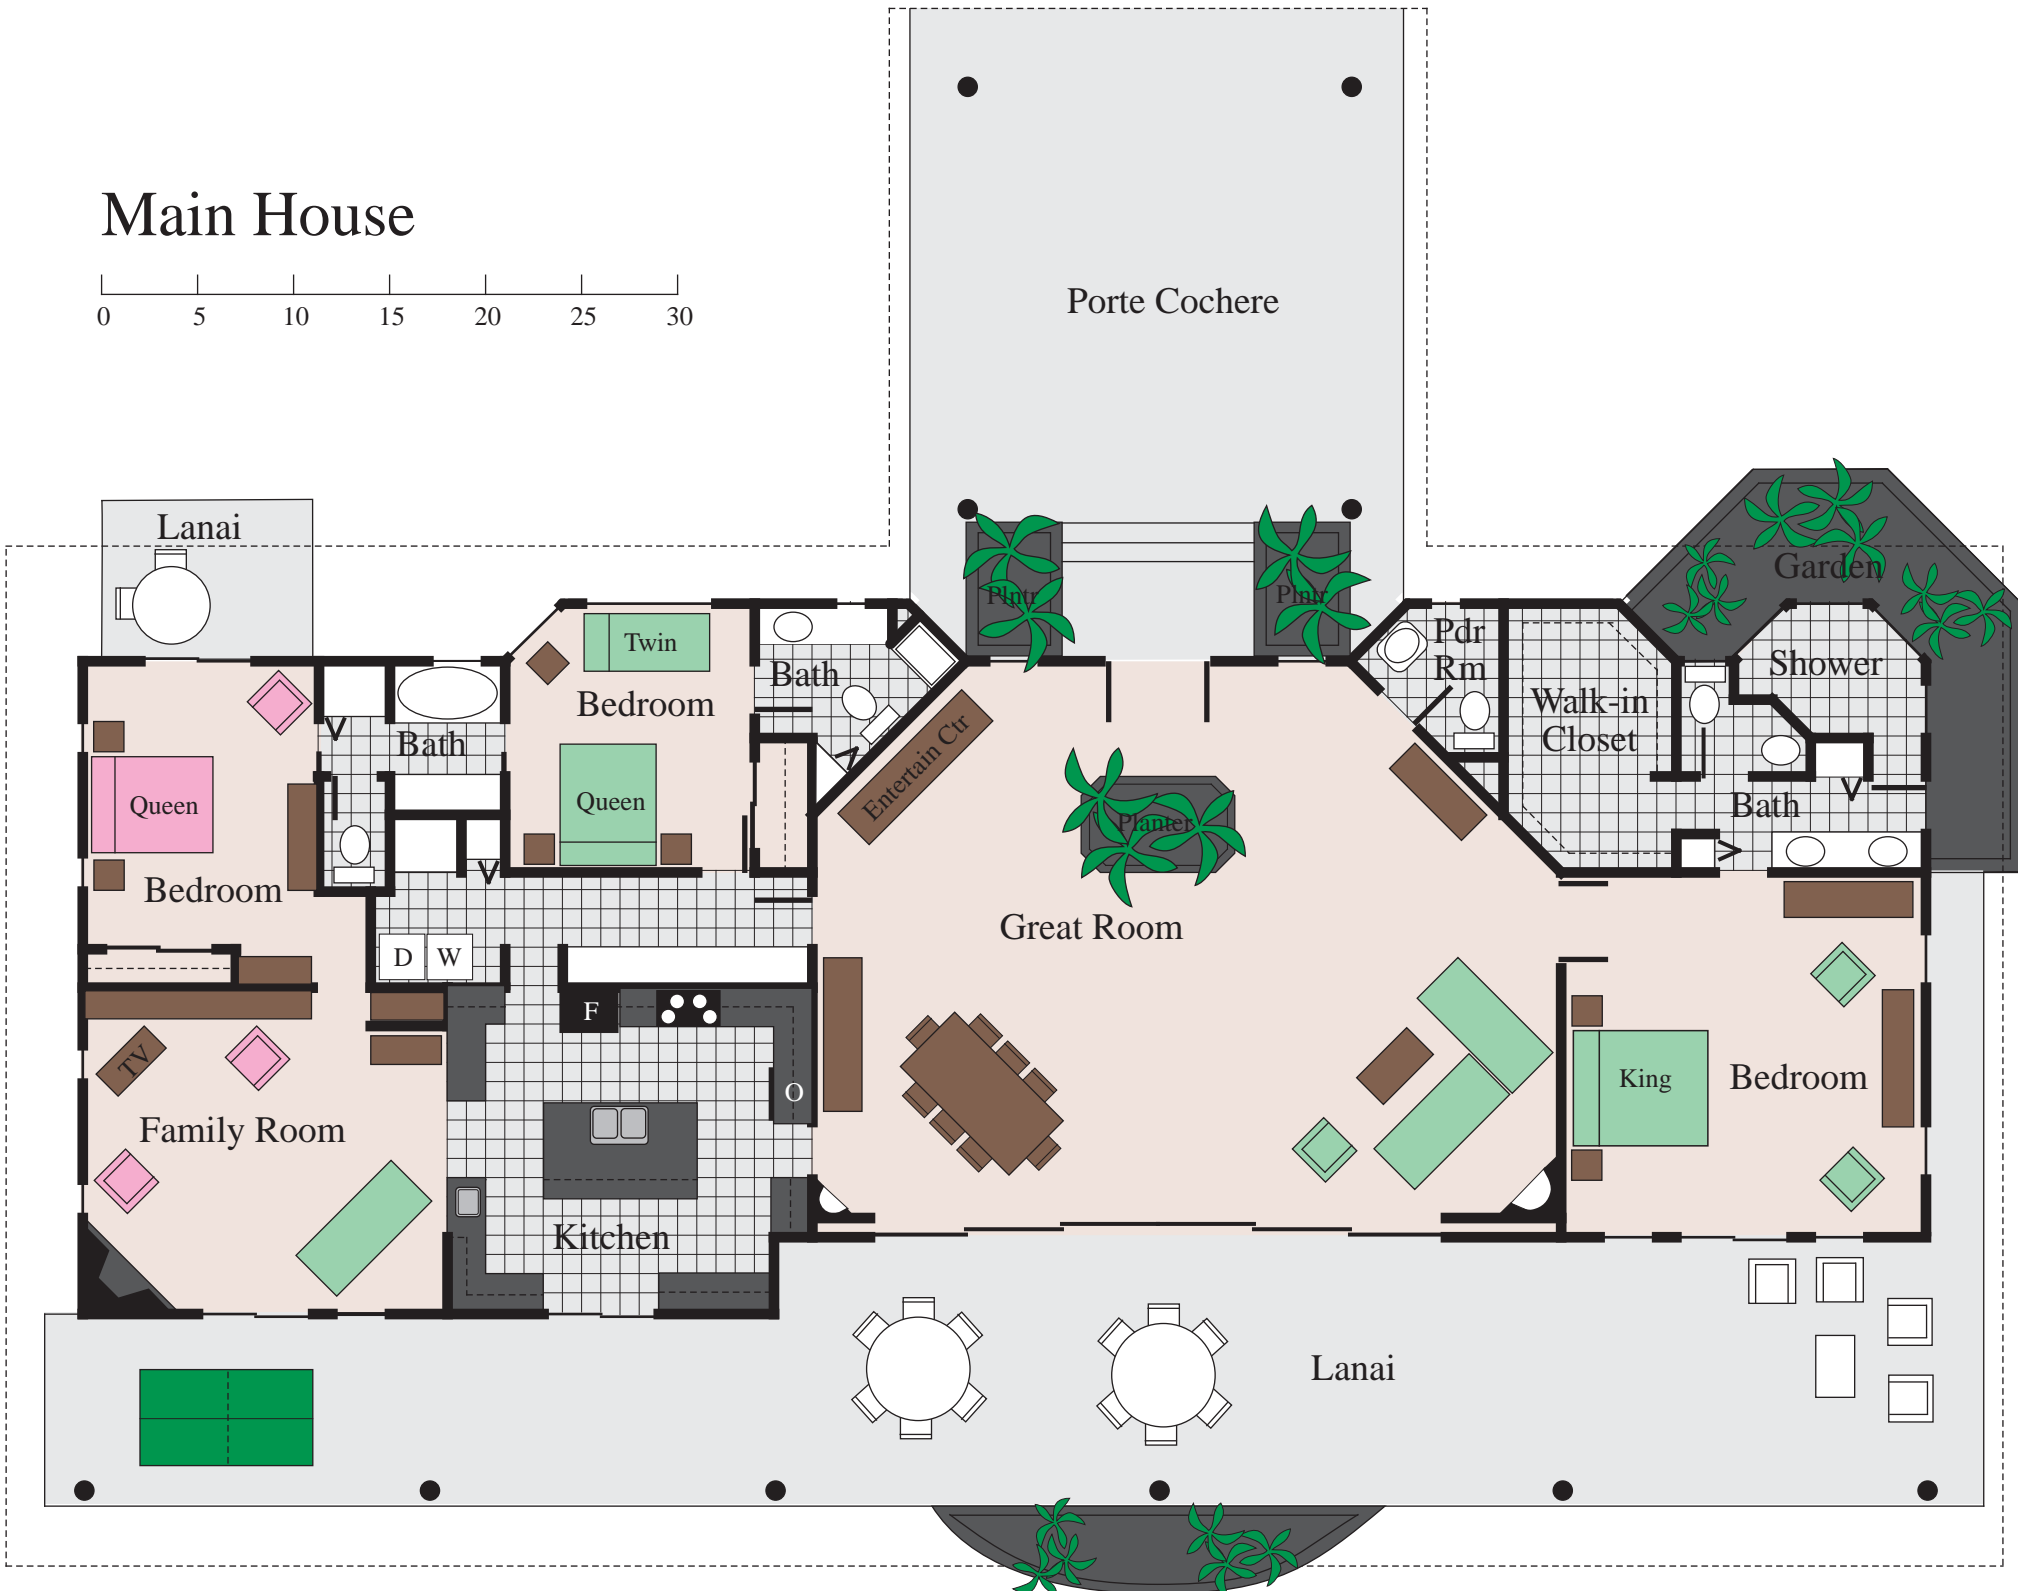 Main House
0 5 10 15 20 25 30
Porte Cochere
Lanai
Garden
Plntr
Plntr
Twin
Pdr
Rm
Bath
Shower
Bedroom
Walk-in
Closet
Bath
Entertain Ctr
Queen
Queen
Bath
Planter
Bedroom
Great Room
D W
F
TV
King
Bedroom
O
Family Room
Kitchen
Lanai